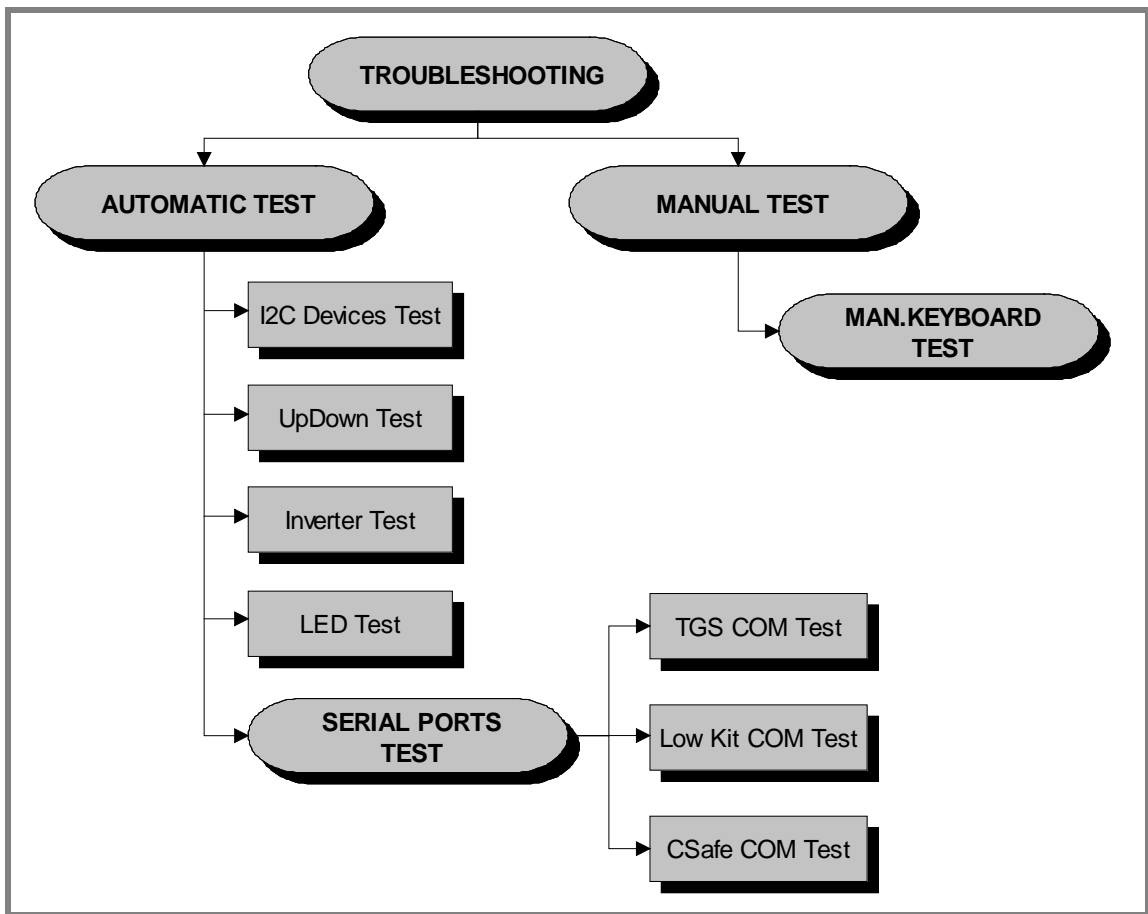 TROUBLESHOOTING
AUTOMATIC TEST
MANUAL TEST
I2C Devices Test
MAN.KEYBOARD
TEST
UpDown Test
Inverter Test
LED Test
TGS COM Test
SERIAL PORTS
TEST
Low Kit COM Test
CSafe COM Test